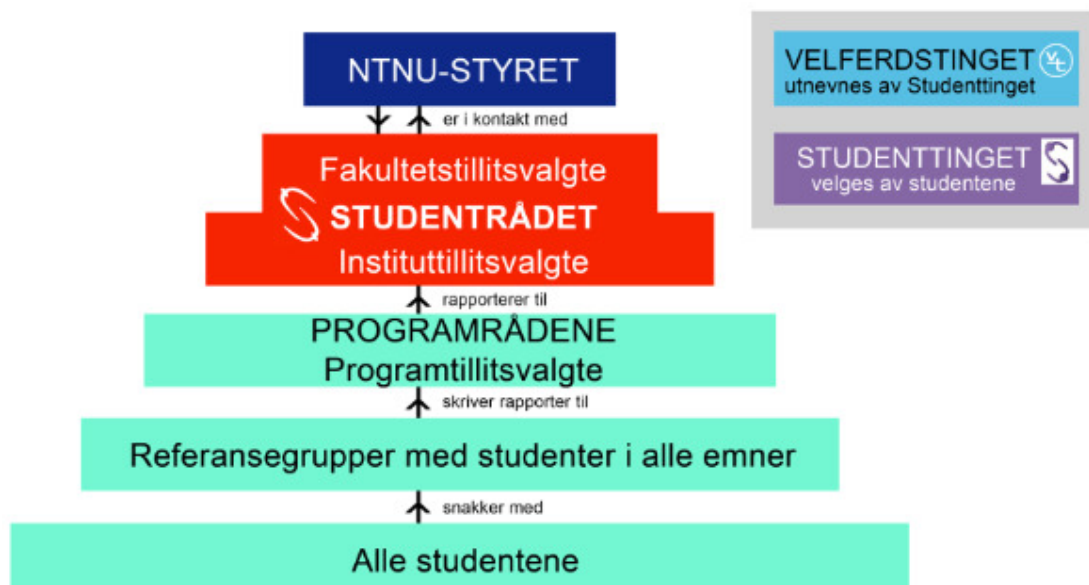 NTNU-STYRET
er i kontakt med
Fakultetstillitsvalgte
STUDENTRÅDET
Instituttillitsvalgte
rapporterer til
PROGRAMRÅDENE
Programtillitsvalgte
skriver rapporter til
Referansegrupper med studenter i alle emner
snakker med
Alle studentene
VELFERDSTINGET
vt
utnevnes av Studenttinget
STUDENTTINGET
velges av studentene